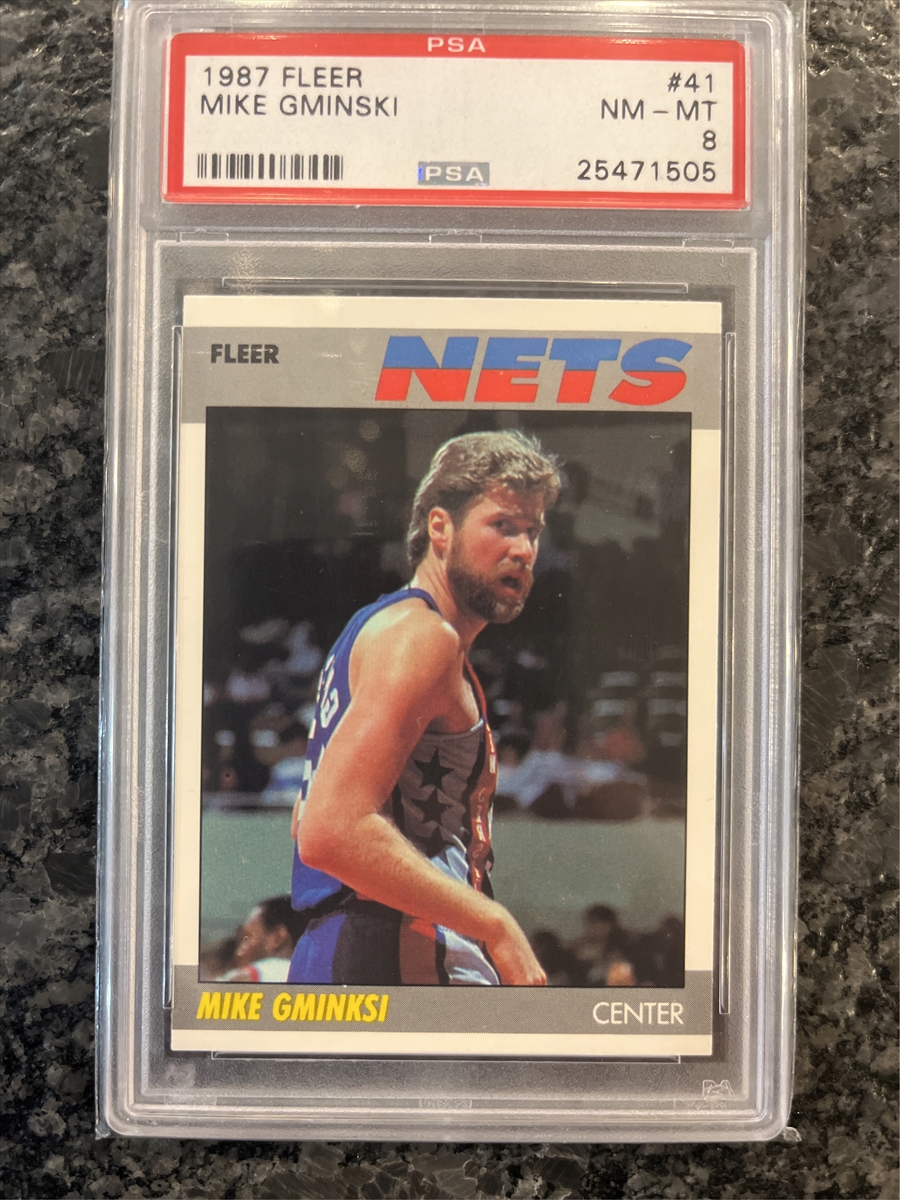 PSA
1987 FLEER #41
MIKE GMINSKI NM - MT
8
PSA 25471505
FLEER NETS
MIKE GMINKSI CENTER